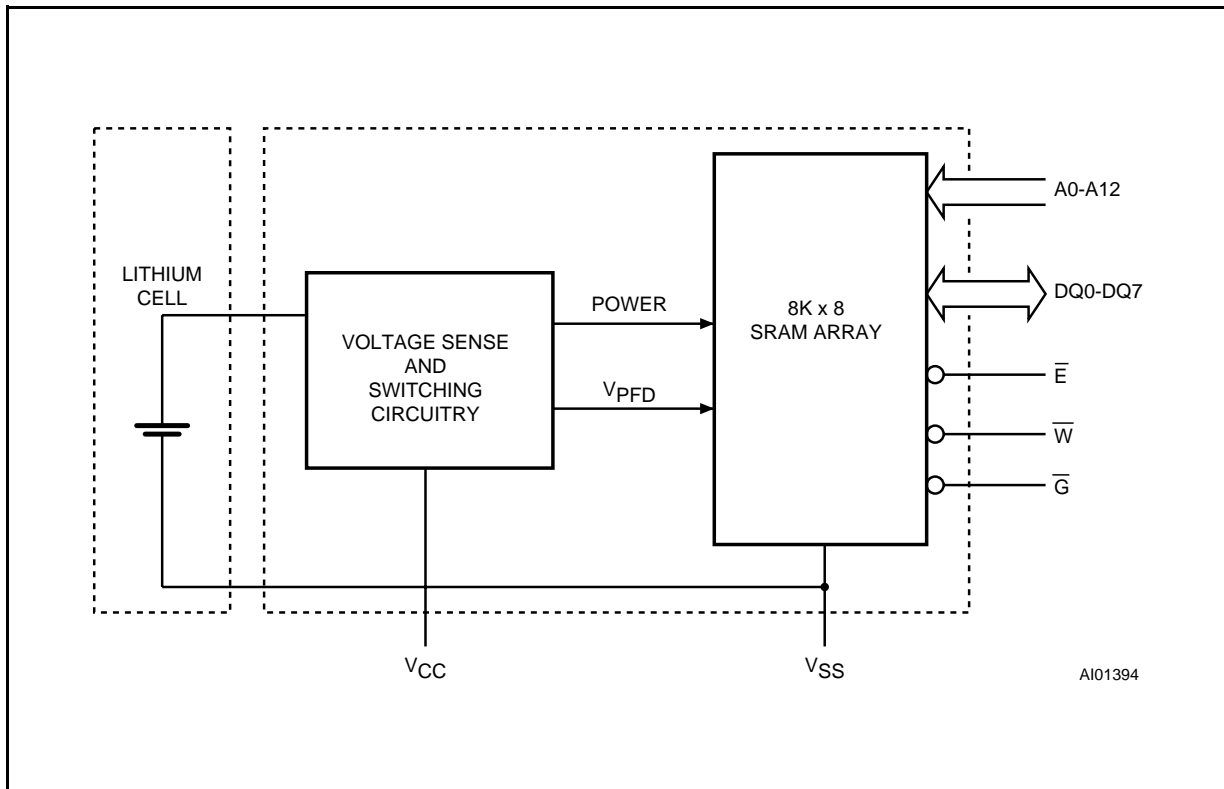 A0-A12
LITHIUM
CELL
DQ0-DQ7
POWER
8K x 8
SRAM ARRAY
VOLTAGE SENSE
AND
SWITCHING
CIRCUITRY
E̅
VPFD
W̅
G̅
VCC
VSS
AI01394